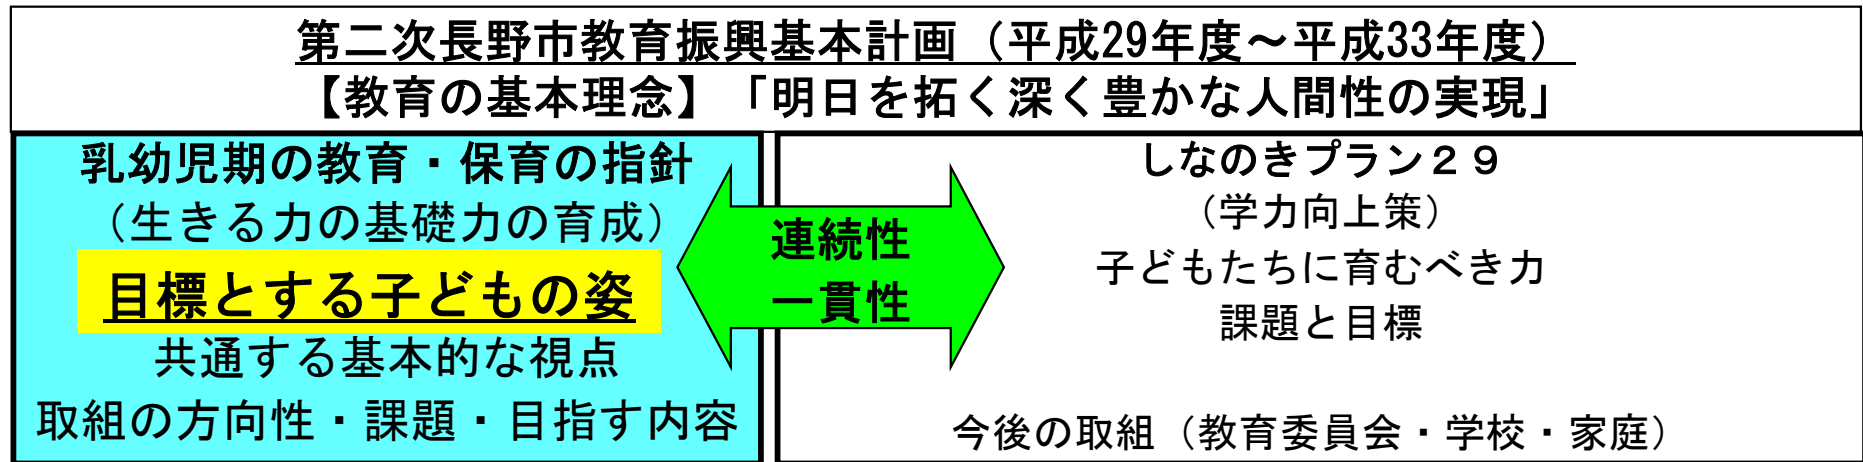 第二次長野市教育振興基本計画（平成29年度～平成33年度）
【教育の基本理念】「明日を拓く深く豊かな人間性の実現」
乳幼児期の教育・保育の指針
（生きる力の基礎力の育成）
目標とする子どもの姿
共通する基本的な視点
取組の方向性・課題・目指す内容
連続性
一貫性
しなのきプラン２９
（学力向上策）
子どもたちに育むべき力
課題と目標
今後の取組（教育委員会・学校・家庭）